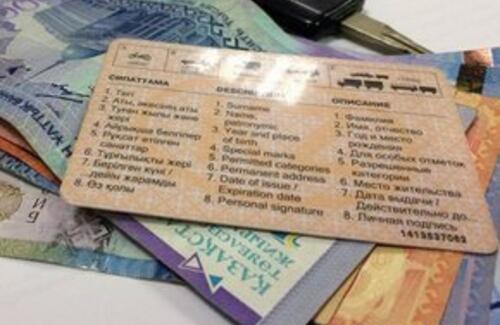 СИПАТТАМА
1. Тегі
2. Аты, әкесінің аты
3. Туған жылы және жері
4. Айрықша белгілер
5. Рұқсат етілген санаттар
6. Тұрғылықты жері
7. Берілген күні / дейін жарамды
8. Өз қолы
DESCRIPTION
1. Surname
2. Name, patronymic
3. Year and place of birth
4. Special marks
5. Permitted categories
6. Permanent address
7. Date of issue / Expiration date
8. Personal signature
ОПИСАНИЕ
1. Фамилия
2. Имя, отчество
3. Год и место рождения
4. Для особых отметок
5. Разрешенные категории
6. Место жительства
7. Дата выдачи / Действительно до...
8. Личная подпись